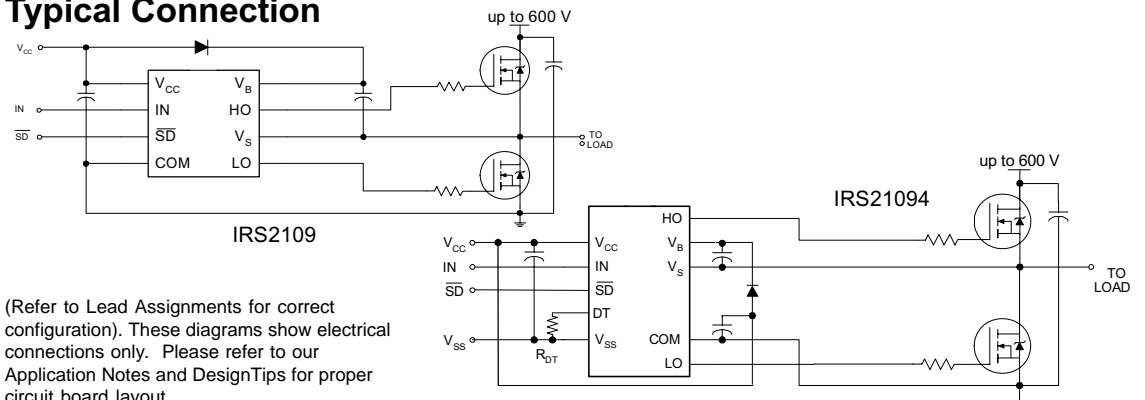 Typical Connection
up to 600 V
VCC
VCC
VB
IN
IN
HO
SD
SD
VS
TO
LOAD
COM
LO
IRS2109
up to 600 V
IRS21094
HO
VCC
VCC
VB
IN
IN
VS
TO
LOAD
SD
SD
DT
VSS
RDT
VSS
COM
LO
(Refer to Lead Assignments for correct
configuration). These diagrams show electrical
connections only. Please refer to our
Application Notes and DesignTips for proper
circuit board layout